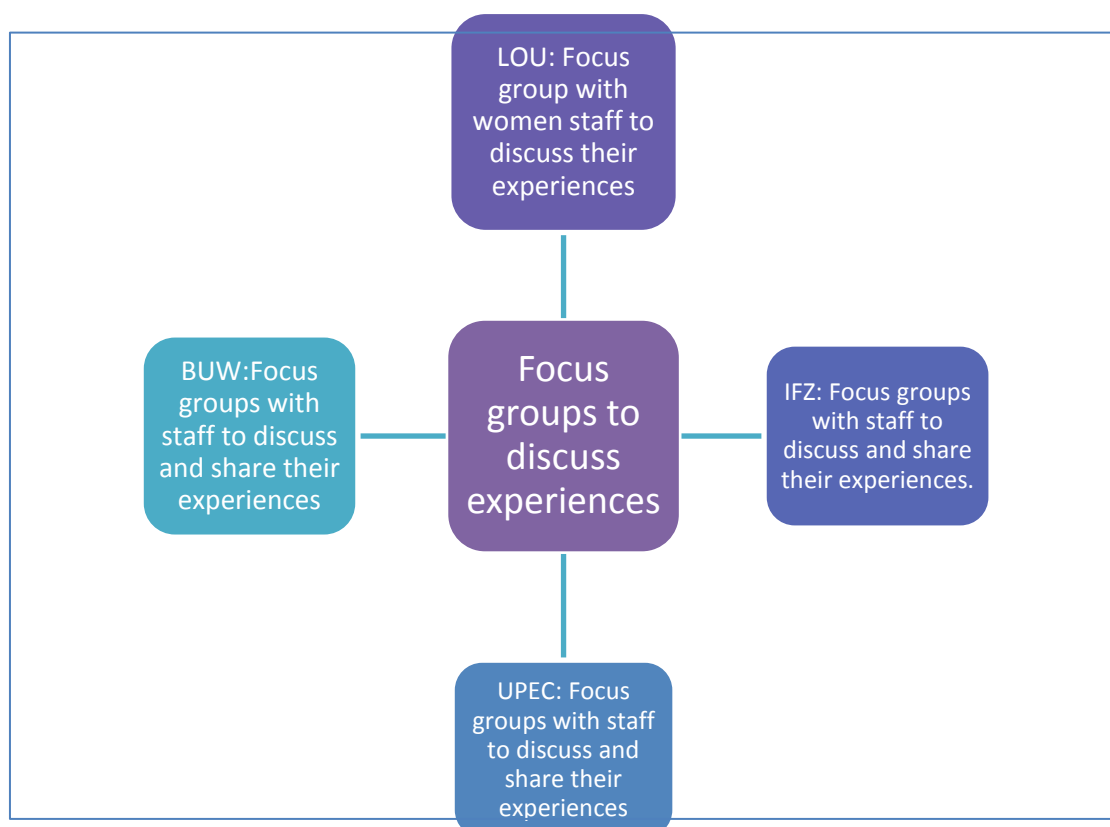 LOU: Focus
group with
women staff to
discuss their
experiences
BUW:Focus
groups with
staff to discuss
and share their
experiences
Focus
groups to
discuss
experiences
IFZ: Focus groups
with staff to
discuss and share
their experiences.
UPEC: Focus
groups with staff
to discuss and
share their
experiences